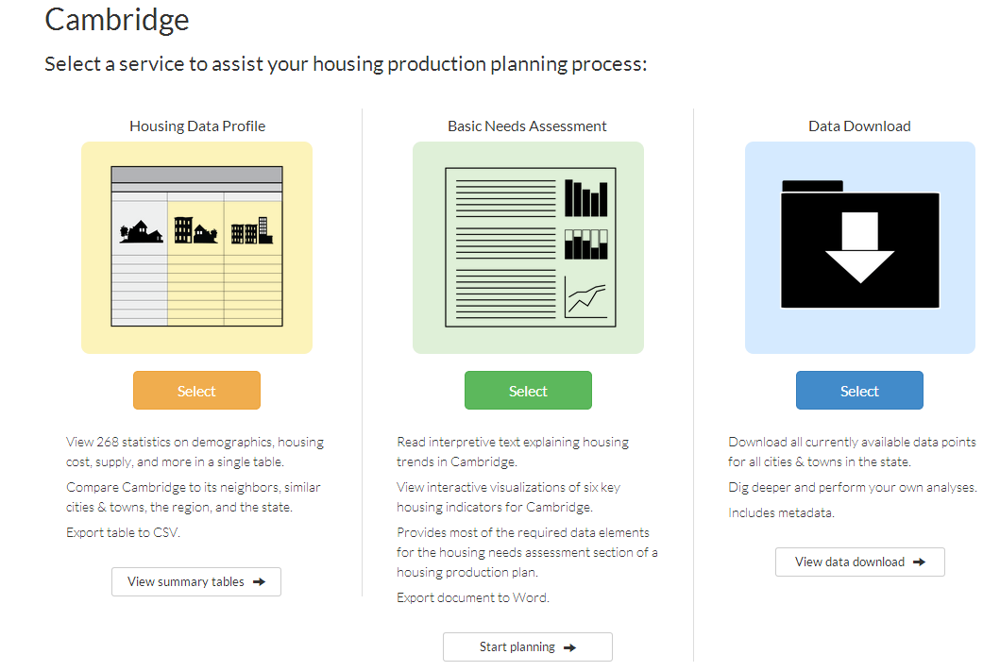 Cambridge
Select a service to assist your housing production planning process:
Housing Data Profile
Select
View 268 statistics on demographics, housing
cost, supply, and more in a single table.
Compare Cambridge to its neighbors, similar
cities & towns, the region, and the state.
Export table to CSV.
View summary tables
Basic Needs Assessment
Select
Read interpretive text explaining housing
trends in Cambridge.
View interactive visualizations of six key
housing indicators for Cambridge.
Provides most of the required data elements
for the housing needs assessment section of a
housing production plan.
Export document to Word.
Start planning
Data Download
Select
Download all currently available data points
for all cities & towns in the state.
Dig deeper and perform your own analyses.
Includes metadata.
View data download